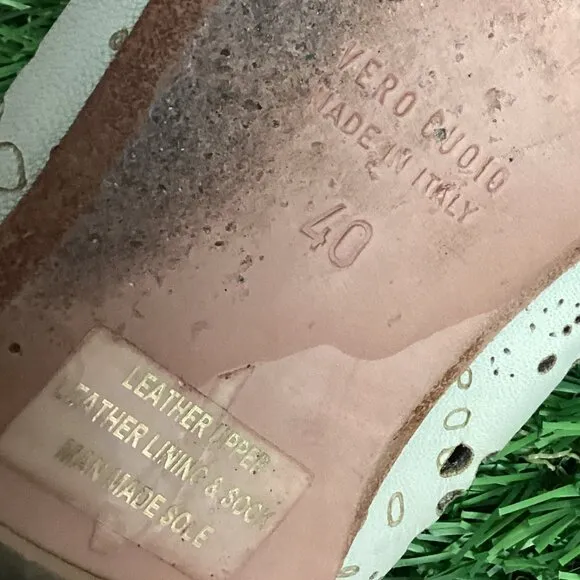 VERO CUOIO
MADE IN ITALY
40
LEATHER UPPER
LEATHER LINING & SOCK
MAN MADE SOLE